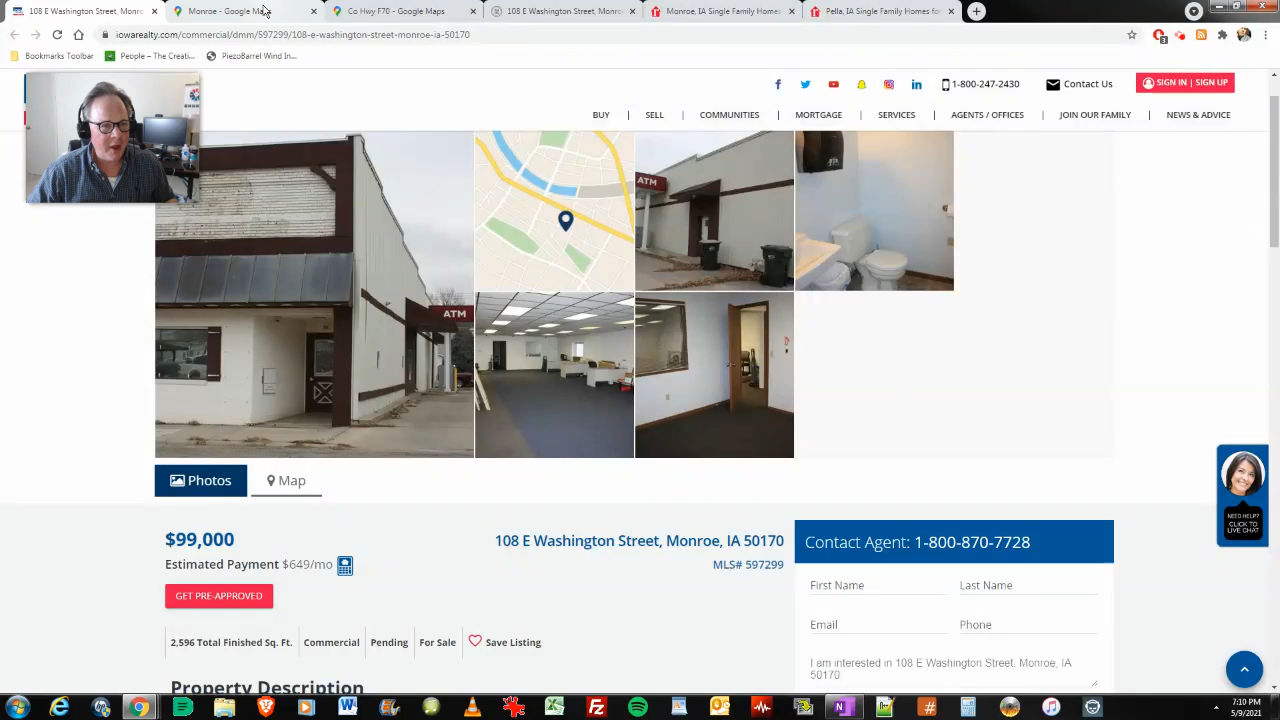 108 E Washington Street, Monroe,
Monroe - Google Maps
Co Hwy F70 - Google Maps
108 E Washington Street, Monroe
Monroe, IA Single Family Homes
Pella, IA Single Family Homes fo
iowarealty.com/commercial/dmm/597299/108-e-washington-street-monroe-ia-50170
3
Bookmarks Toolbar
People – The Creati...
PiezoBarrel Wind In...
1-800-247-2430
Contact Us
SIGN IN | SIGN UP
BUY
SELL
COMMUNITIES
MORTGAGE
SERVICES
AGENTS / OFFICES
JOIN OUR FAMILY
NEWS & ADVICE
ATM
ATM
Photos
Map
NEED HELP?
CLICK TO
LIVE CHAT
$99,000
108 E Washington Street, Monroe, IA 50170
Contact Agent: 1-800-870-7728
Estimated Payment $649/mo
MLS# 597299
First Name
Last Name
GET PRE-APPROVED
Email
Phone
2,596 Total Finished Sq. Ft.
Commercial
Pending
For Sale
Save Listing
I am interested in 108 E Washington Street, Monroe, IA
50170
Property Description
7:10 PM
5/9/2021